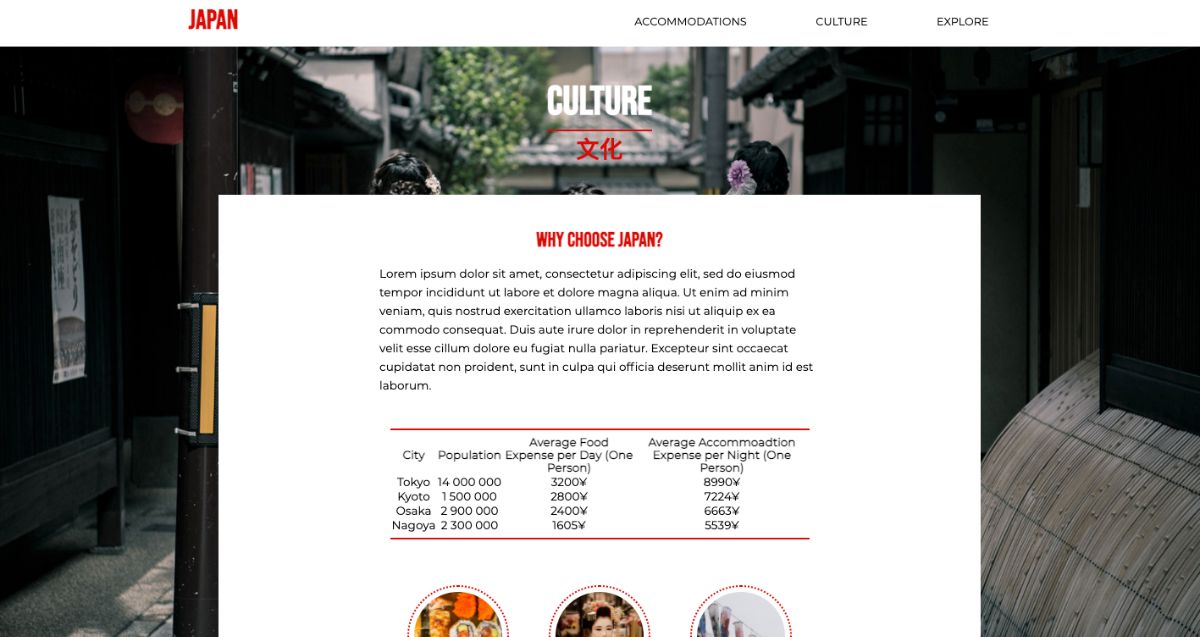 JAPAN
ACCOMMODATIONS CULTURE EXPLORE
CULTURE
文化
WHY CHOOSE JAPAN?
Lorem ipsum dolor sit amet, consectetur adipiscing elit, sed do eiusmod
tempor incididunt ut labore et dolore magna aliqua. Ut enim ad minim
veniam, quis nostrud exercitation ullamco laboris nisi ut aliquip ex ea
commodo consequat. Duis aute irure dolor in reprehenderit in voluptate
velit esse cillum dolore eu fugiat nulla pariatur. Excepteur sint occaecat
cupidatat non proident, sunt in culpa qui officia deserunt mollit anim id est
laborum.
City Population Average Food Expense per Day (One Person) Average Accommoadtion Expense per Night (One Person)
Tokyo 14 000 000 3200¥ 8990¥
Kyoto 1 500 000 2800¥ 7224¥
Osaka 2 900 000 2400¥ 6663¥
Nagoya 2 300 000 1605¥ 5539¥